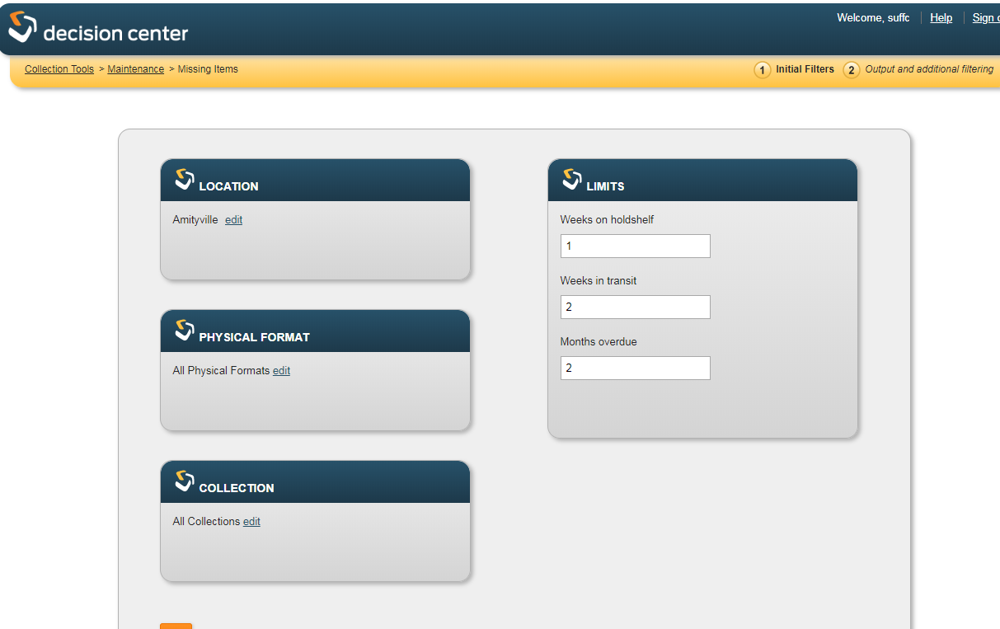 decision center
Welcome, suffc Help Sign
Collection Tools > Maintenance > Missing Items
1 Initial Filters 2 Output and additional filtering
LOCATION
Amityville edit
PHYSICAL FORMAT
All Physical Formats edit
COLLECTION
All Collections edit
LIMITS
Weeks on holdshelf
1
Weeks in transit
2
Months overdue
2